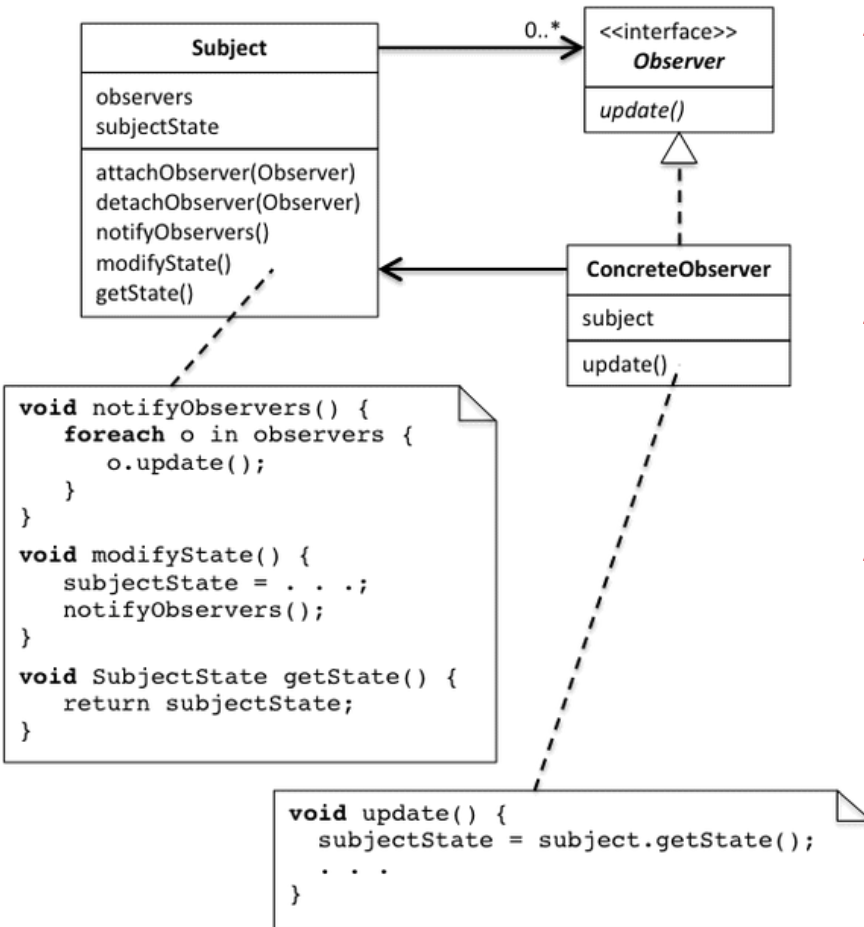 Subject
observers
subjectState
attachObserver(Observer)
detachObserver(Observer)
notifyObservers()
modifyState()
getState()
0..*
<<interface>>
Observer
update()
ConcreteObserver
subject
update()
void notifyObservers() {
foreach o in observers {
o.update();
}
}
void modifyState() {
subjectState = . . .;
notifyObservers();
}
void SubjectState getState() {
return subjectState;
}
void update() {
subjectState = subject.getState();
. . .
}